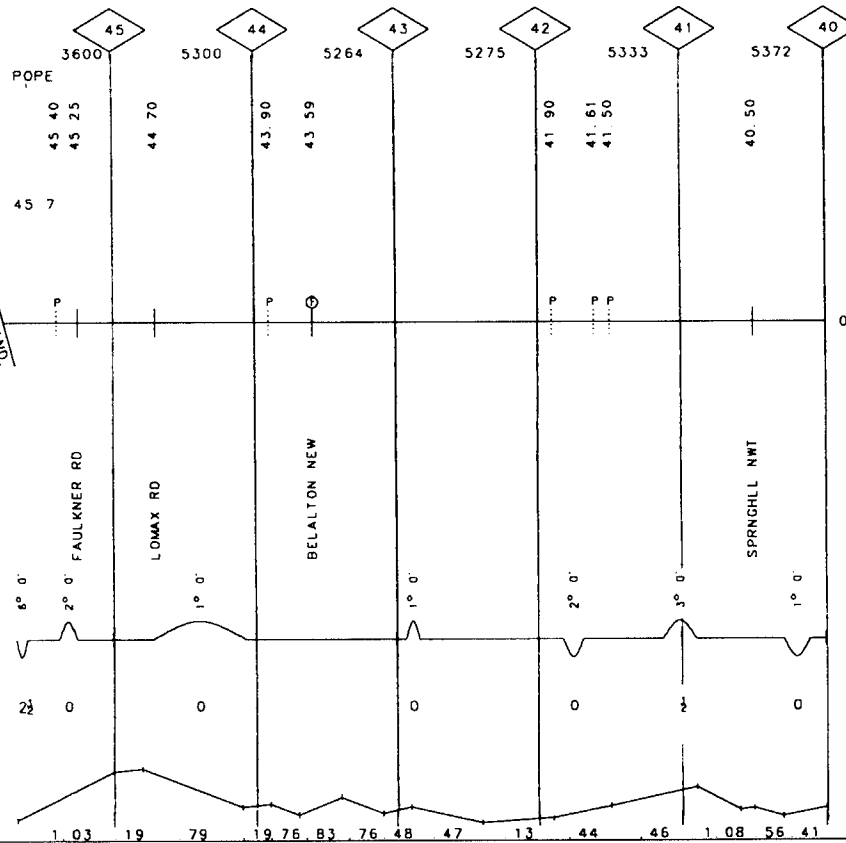 45 44 43 42 41 40
3600 5300 5264 5275 5333 5372
POPE
45 40
45 25
44 70
43.90
43 59
41 90
41.61
41.50
40.50
45 7
P P F P P P
FAULKNER RD
LOMAX RD
BELALTON NEW
SPRNGHLL NWT
6° 0'
2° 0'
1° 0'
1° 0'
2° 0'
3° 0'
1° 0'
2½ 0 0 0 0 ½ 0
1.03 .19 .79 .29 .76 .83 .76 .48 .47 .13 .44 .46 1.08 .56 .41